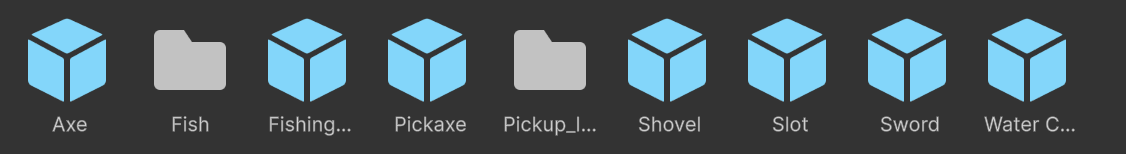 Axe
Fish
Fishing...
Pickaxe
Pickup_I...
Shovel
Slot
Sword
Water C...